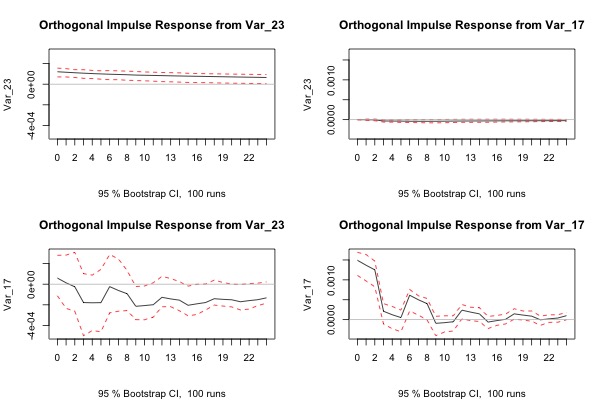 Orthogonal Impulse Response from Var_23
Var_23
0e+00
-4e-04
0 2 4 6 8 10 13 16 19 22
95 % Bootstrap CI, 100 runs
Orthogonal Impulse Response from Var_17
Var_23
0.0010
0.0000
0 2 4 6 8 10 13 16 19 22
95 % Bootstrap CI, 100 runs
Orthogonal Impulse Response from Var_23
Var_17
0e+00
-4e-04
0 2 4 6 8 10 13 16 19 22
95 % Bootstrap CI, 100 runs
Orthogonal Impulse Response from Var_17
Var_17
0.0010
0.0000
0 2 4 6 8 10 13 16 19 22
95 % Bootstrap CI, 100 runs